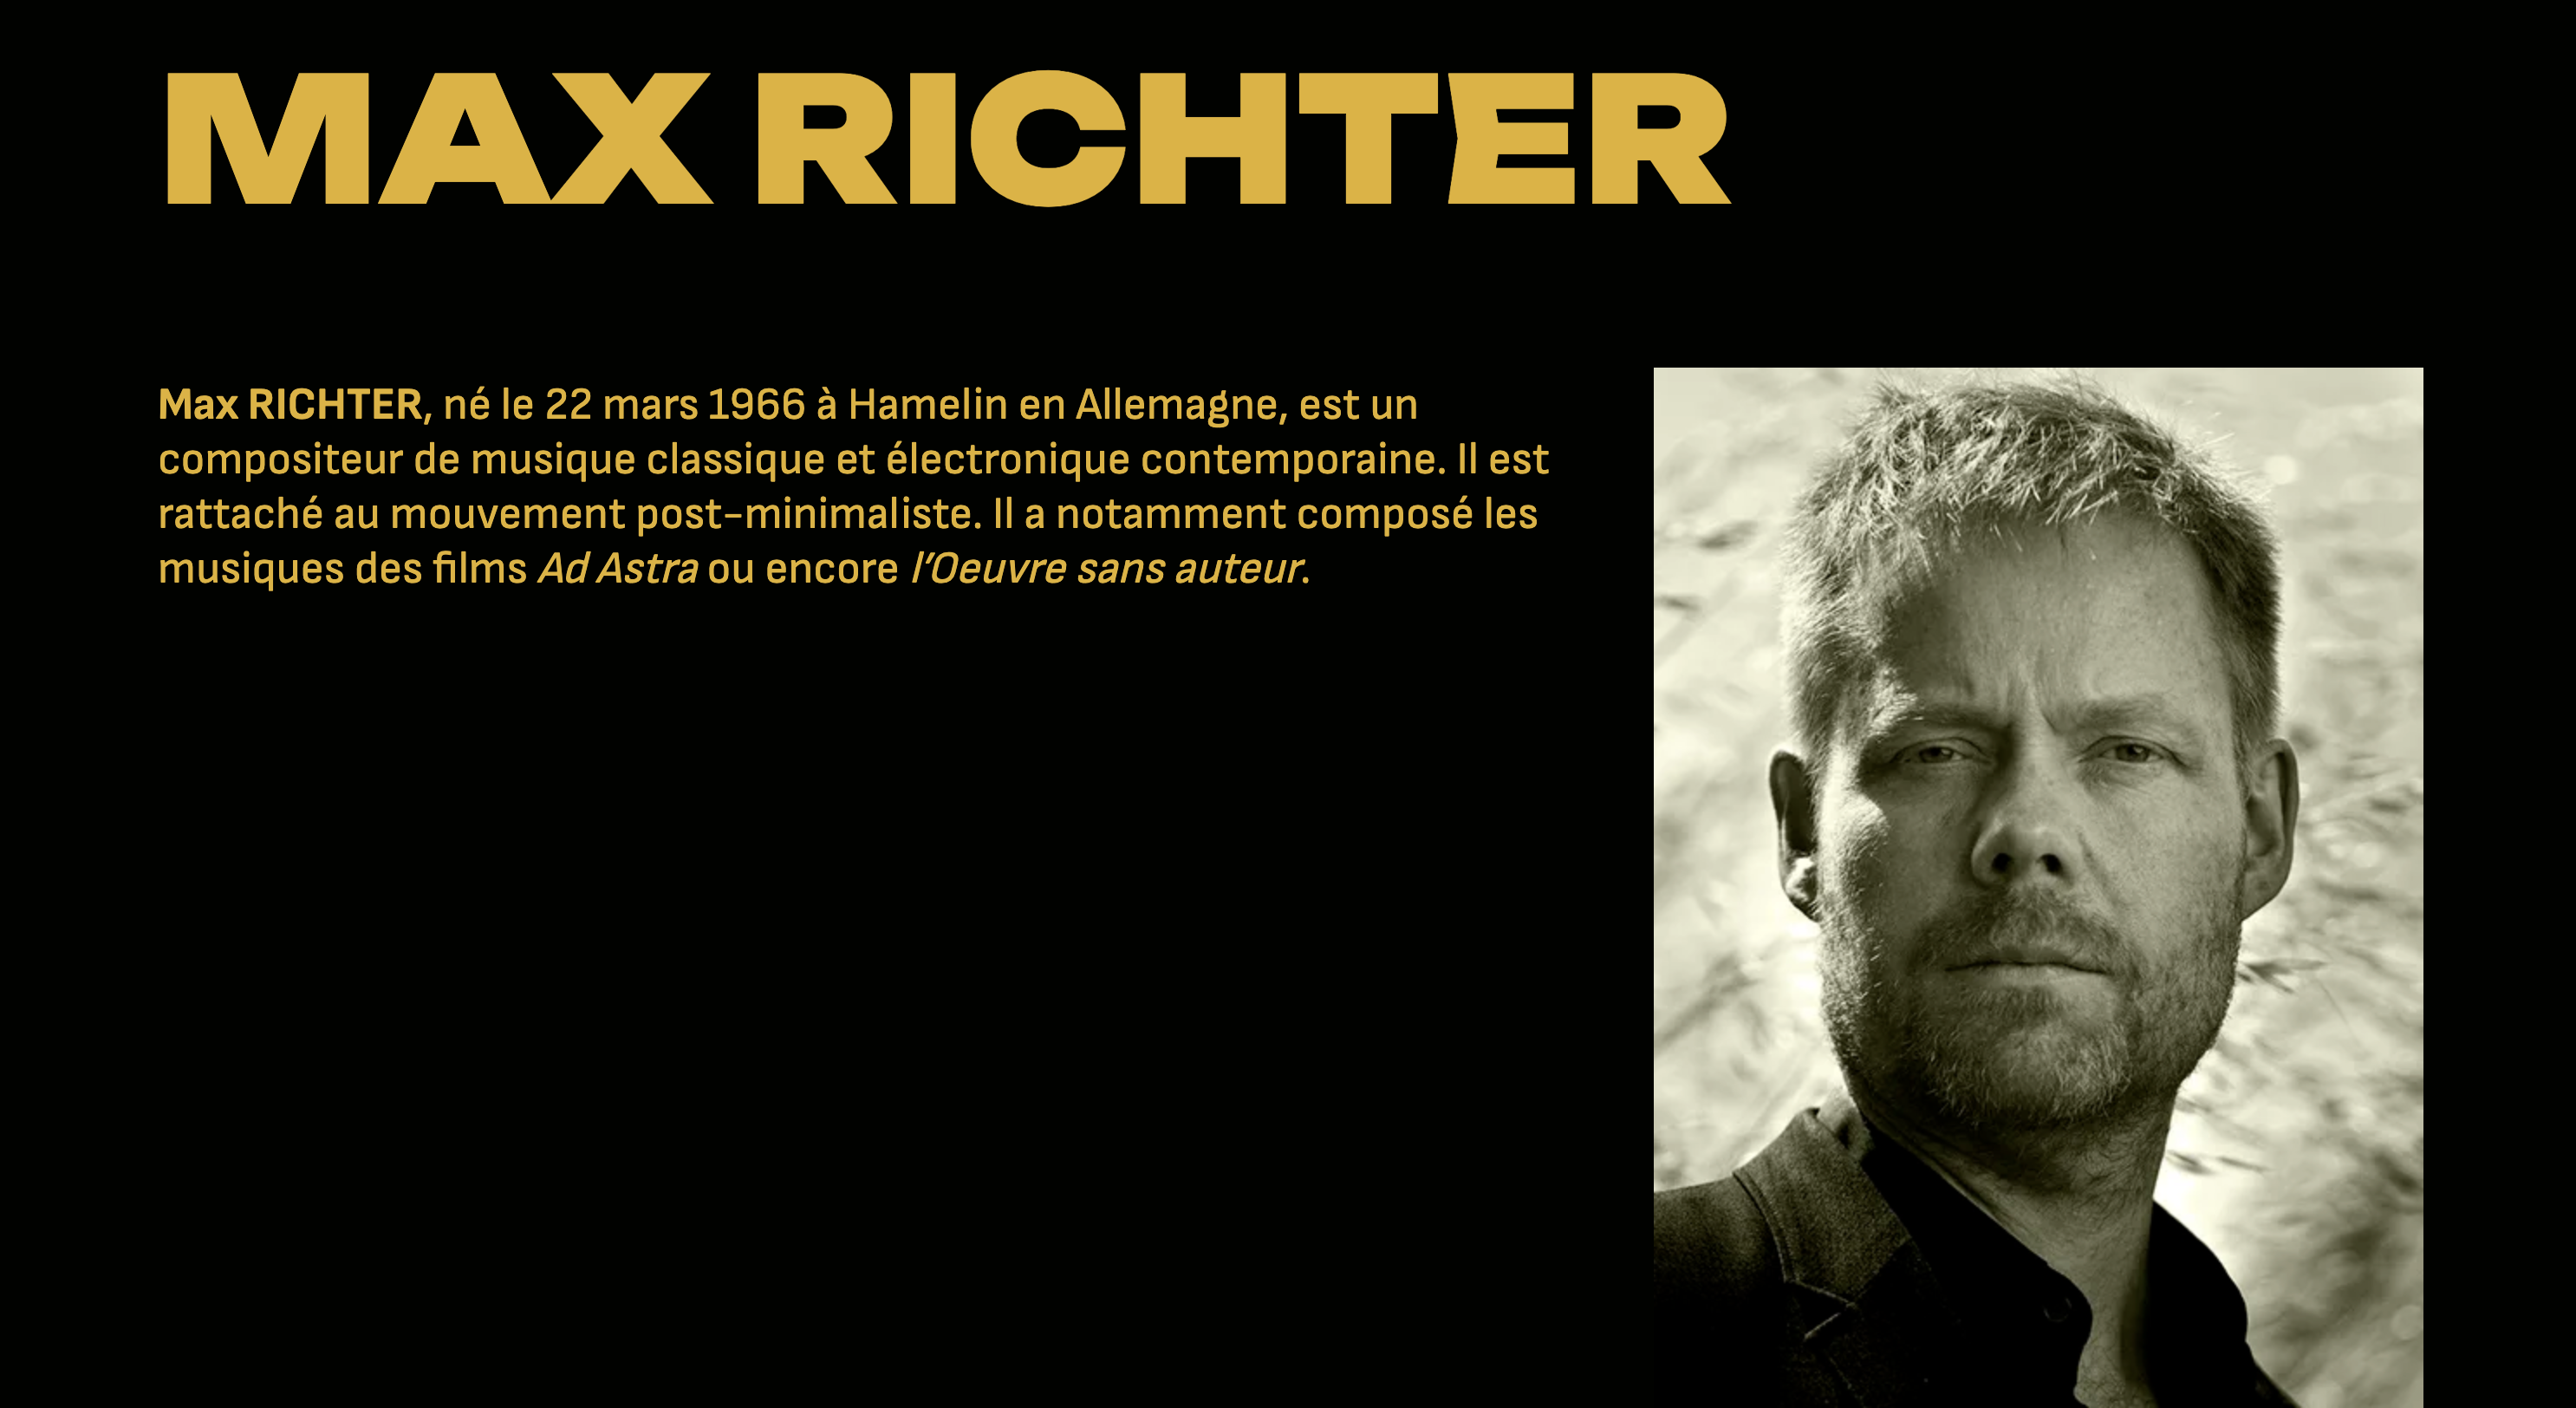 MAX RICHTER
Max RICHTER, né le 22 mars 1966 à Hamelin en Allemagne, est un
compositeur de musique classique et électronique contemporaine. Il est
rattaché au mouvement post-minimaliste. Il a notamment composé les
musiques des films Ad Astra ou encore l’Oeuvre sans auteur.